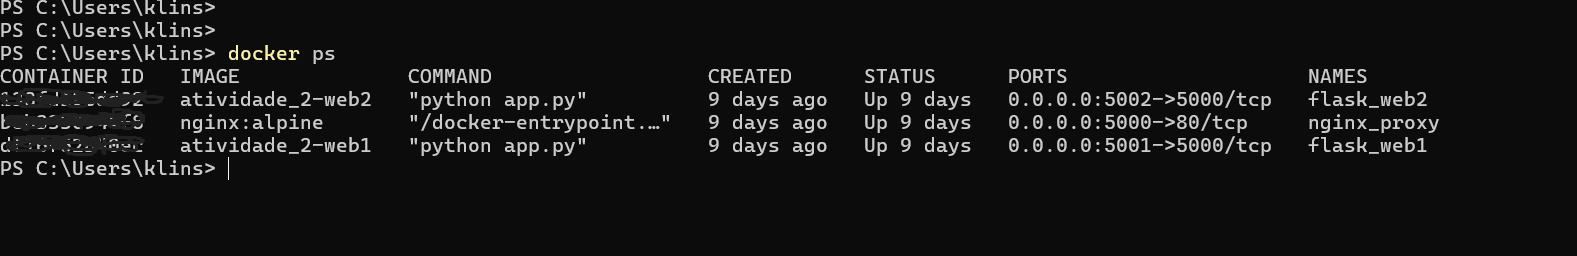 PS C:\Users\klins>
PS C:\Users\klins>
PS C:\Users\klins> docker ps
CONTAINER ID   IMAGE              COMMAND                  CREATED      STATUS      PORTS                    NAMES
atividade_2-web2   "python app.py"          9 days ago   Up 9 days   0.0.0.0:5002->5000/tcp   flask_web2
nginx:alpine       "/docker-entrypoint.…"   9 days ago   Up 9 days   0.0.0.0:5000->80/tcp     nginx_proxy
atividade_2-web1   "python app.py"          9 days ago   Up 9 days   0.0.0.0:5001->5000/tcp   flask_web1
PS C:\Users\klins>